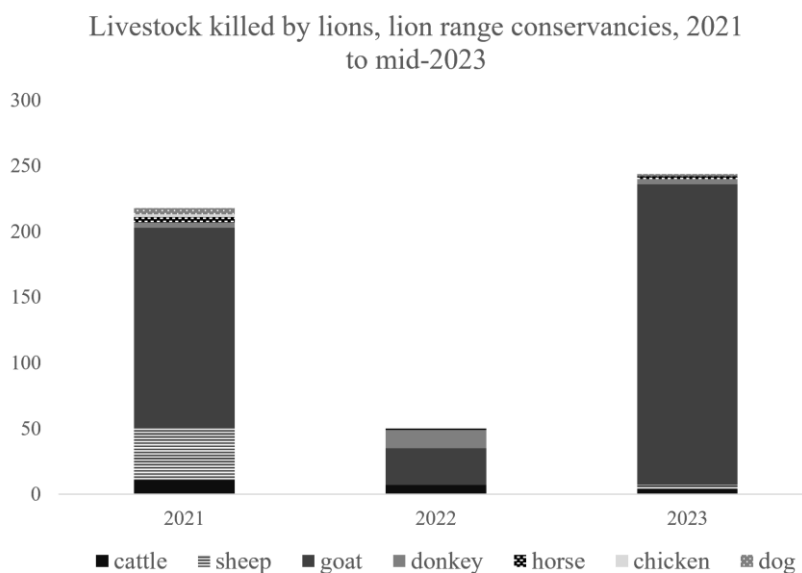 Livestock killed by lions, lion range conservancies, 2021
to mid-2023
300
250
200
150
100
50
0
2021 2022 2023
cattle sheep goat donkey horse chicken dog